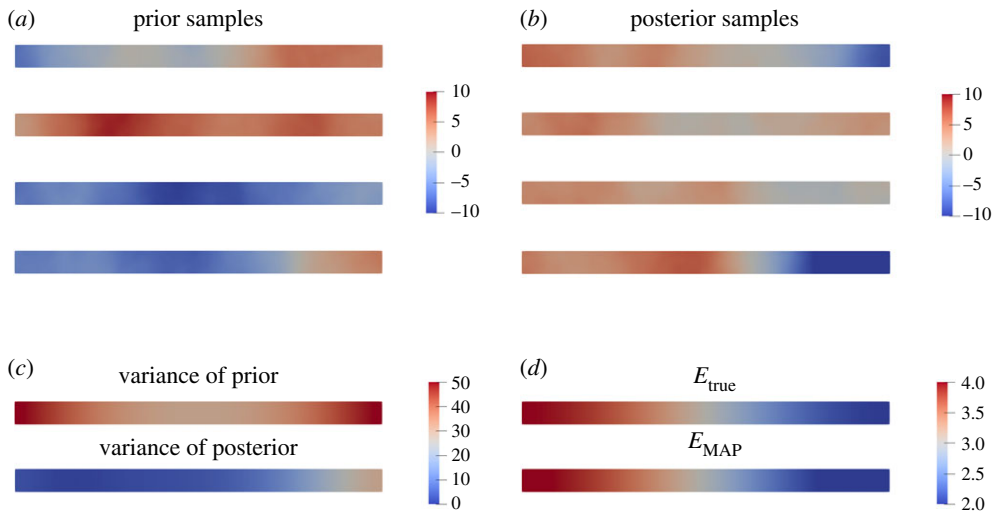 (a) prior samples
10
5
0
−5
−10
(b) posterior samples
10
5
0
−5
−10
(c)
variance of prior
variance of posterior
50
40
30
20
10
0
(d)
E_true
E_MAP
4.0
3.5
3.0
2.5
2.0